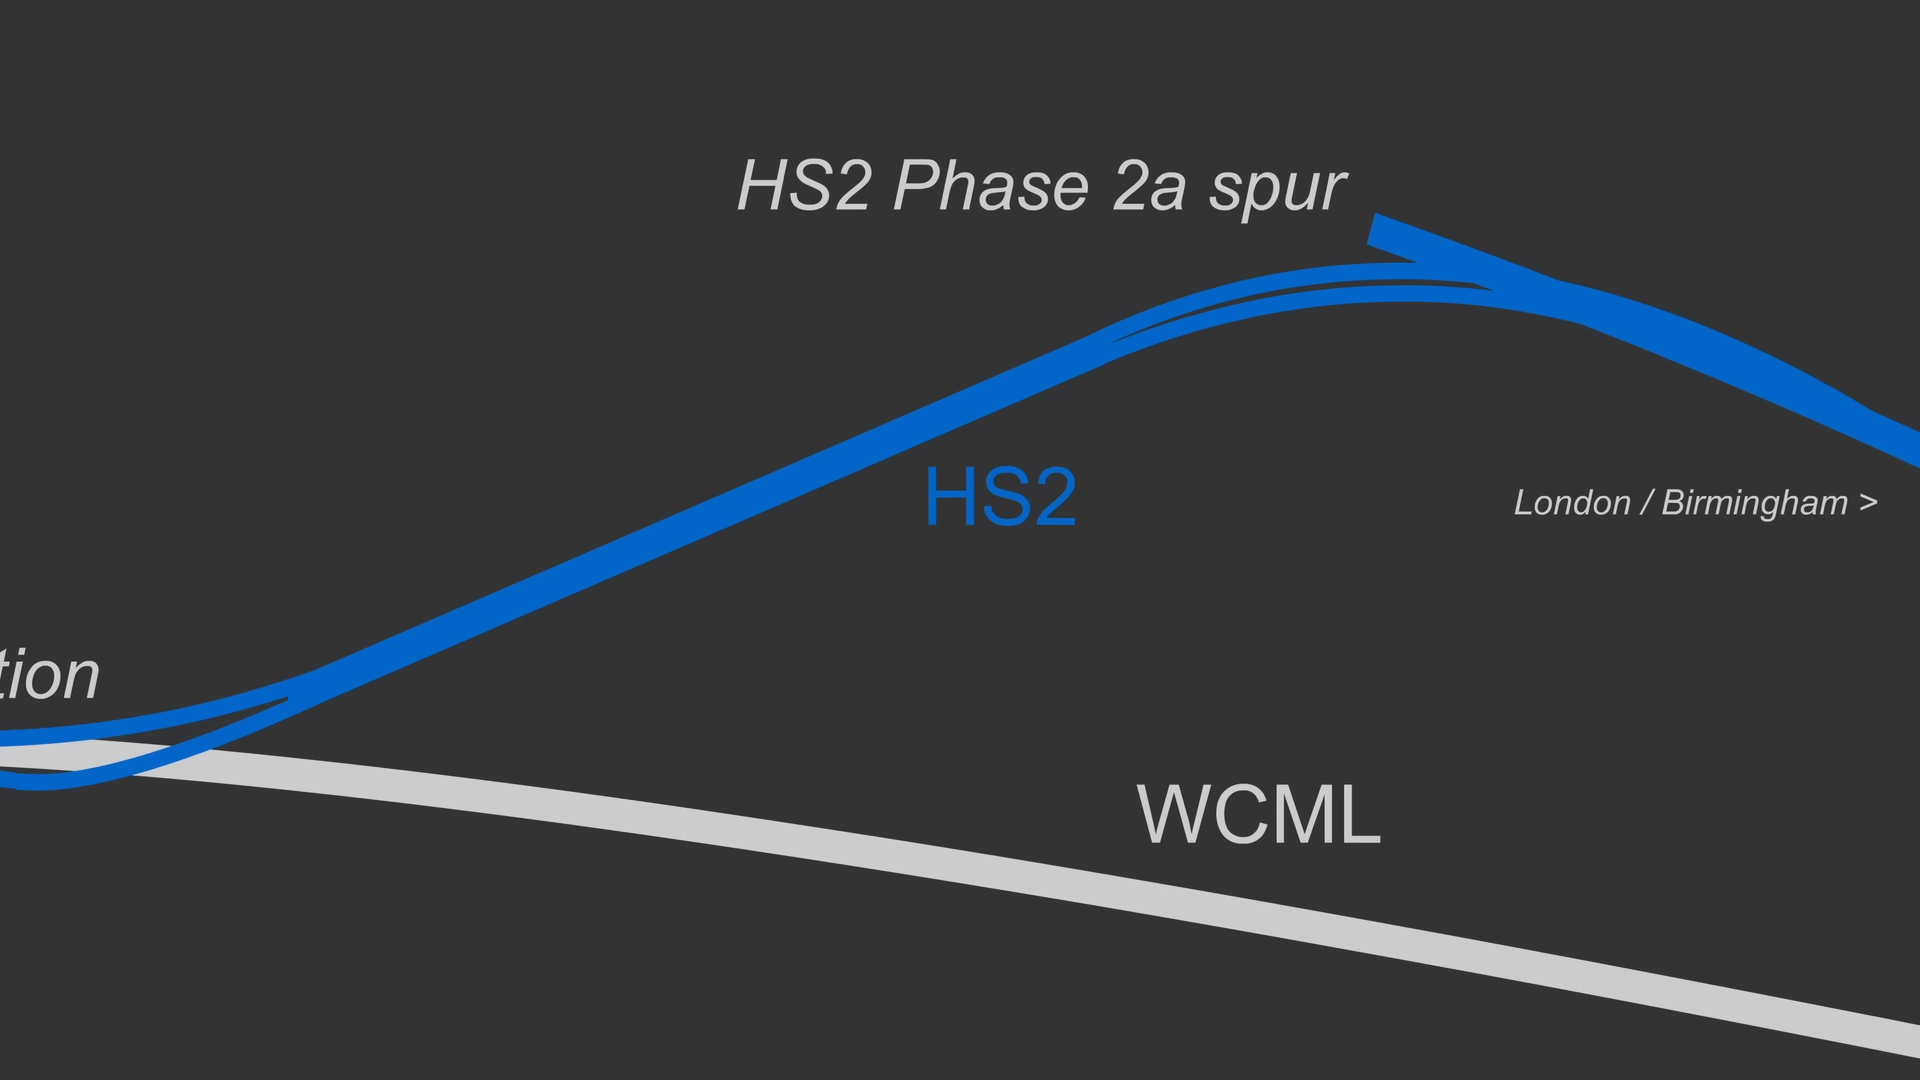 HS2 Phase 2a spur
HS2
London / Birmingham >
tion
WCML